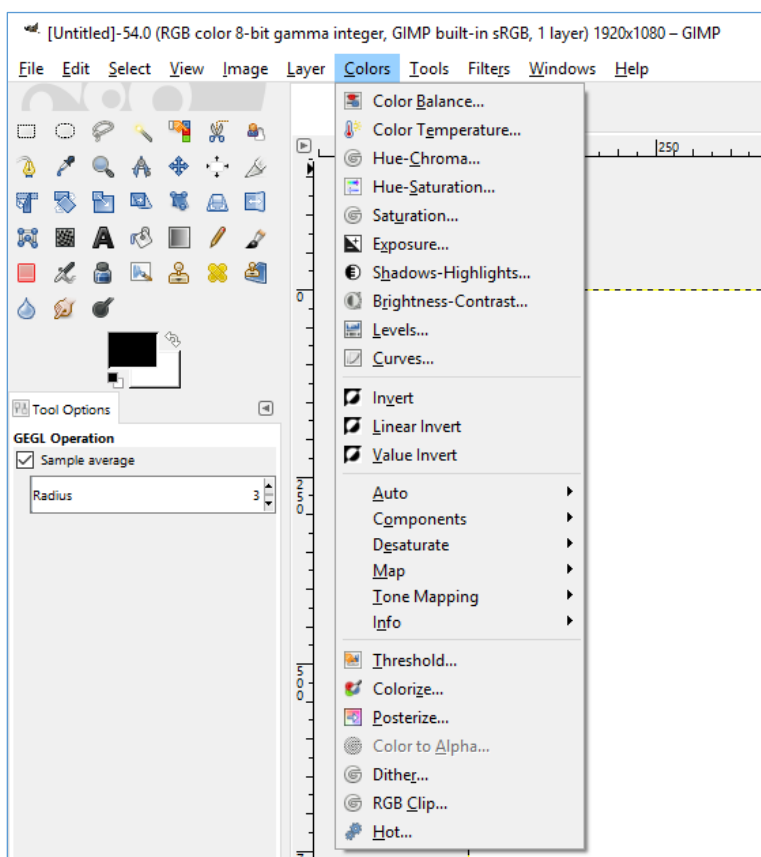 [Untitled]-54.0 (RGB color 8-bit gamma integer, GIMP built-in sRGB, 1 layer) 1920x1080 – GIMP
File Edit Select View Image Layer Colors Tools Filters Windows Help
Color Balance...
Color Temperature...
Hue-Chroma...
Hue-Saturation...
Saturation...
Exposure...
Shadows-Highlights...
Brightness-Contrast...
Levels...
Curves...
Invert
Linear Invert
Value Invert
Auto
Components
Desaturate
Map
Tone Mapping
Info
Threshold...
Colorize...
Posterize...
Color to Alpha...
Dither...
RGB Clip...
Hot...
Tool Options
GEGL Operation
Sample average
Radius 3
250
0
250
500